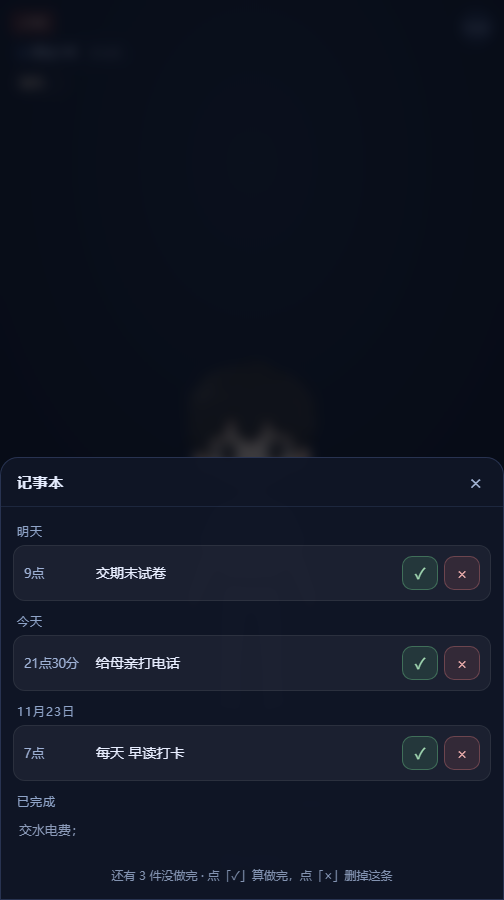 记事本 ×
明天
9点 交期末试卷 ✓ ×
今天
21点30分 给母亲打电话 ✓ ×
11月23日
7点 每天 早读打卡 ✓ ×
已完成
交水电费;
还有 3 件没做完 · 点「✓」算做完，点「×」删掉这条